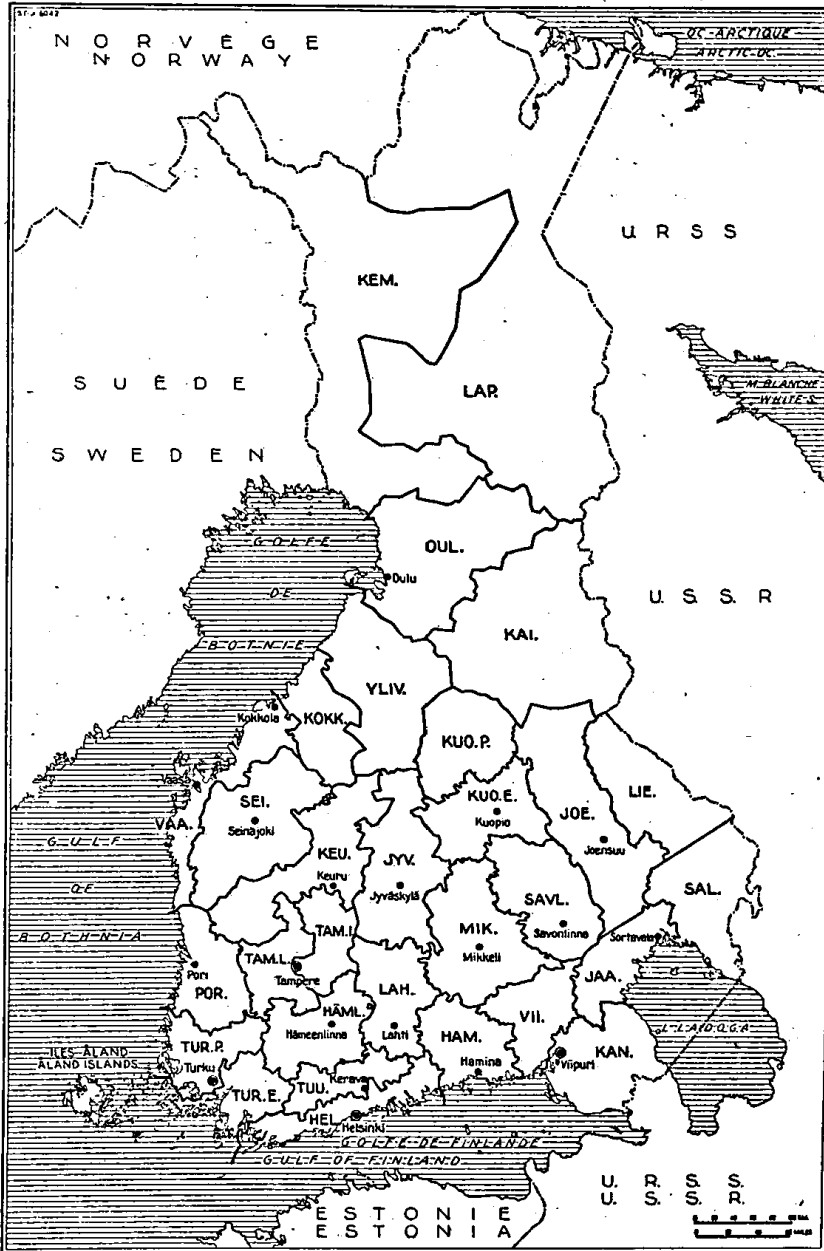 NORVÈGE
NORWAY
OC-ARCTIQUE
ARCTIC-OC.
URSS
KEM.
M. BLANCHE
WHITE-S.
LAP.
SUÈDE
SWEDEN
GOLFE
OUL.
Oulu
DE
U.S.S.R
BOTNIE
KAI.
YLIV.
Kokkola
KOKK.
KUO.P.
Vaasa
SEI.
KUO.E.
LIE.
VAA.
Seinäjoki
Kuopio
JOE.
GULF
KEU.
JYV.
Joensuu
Keuru
Jyväskylä
SAVL.
SAL.
OF
TAM.I.
MIK.
Savonlinna
BOTHNIA
Sortavala
TAM.L.
Mikkeli
Pori
Tampere
JAA.
POR.
LAH.
HÄML.
VII.
L-LADOGA
TUR.P.
Hämeenlinna
Lahti
HAM.
KAN.
ILES-ÅLAND
ÅLAND ISLANDS
Viipuri
Turku
Kerava
Hamina
TUR.E.
TUU.
HEL.
Helsinki
GOLFE-DE-FINLANDE
GULF OF FINLAND
U. R. S. S.
U. S. S. R.
ESTONIE
ESTONIA
KM.
MILES